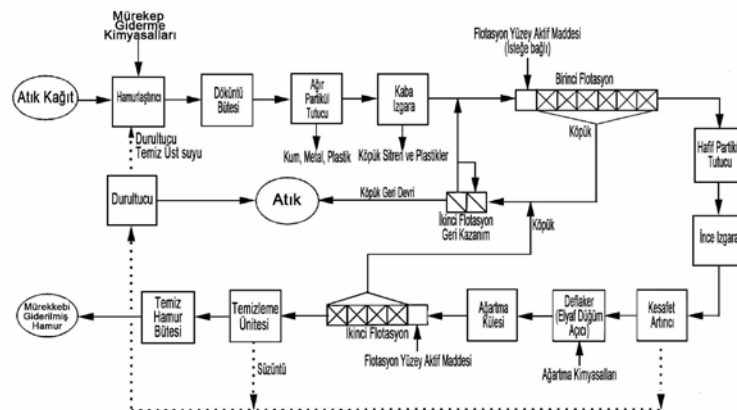 Mürekep
Giderme
Kimyasalları
Flotasyon Yüzey Aktif Maddesi
(İsteğe bağlı)
Birinci Flotasyon
Atık Kağıt
Hamurlaştırıcı
Döküntü
Bütesi
Ağır
Partikül
Tutucu
Kaba
Izgara
Köpük
Hafif Partikül
Tutucu
Durultucu
Temiz Üst suyu
Kum, Metal, Plastik
Köpük Sitren ve Plastikler
Durultucu
Atık
Köpük Geri Devri
İkinci Flotasyon
Geri Kazanım
Köpük
İnce Izgara
Mürekkebi
Giderilmiş
Hamur
Temiz
Hamur
Bütesi
Temizleme
Ünitesi
İkinci Flotasyon
Ağartma
Külesi
Deflaker
(Elyaf Düğüm
Açıcı)
Kesafet
Artırıcı
Süzüntü
Flotasyon Yüzey Aktif Maddesi
Ağartma Kimyasalları